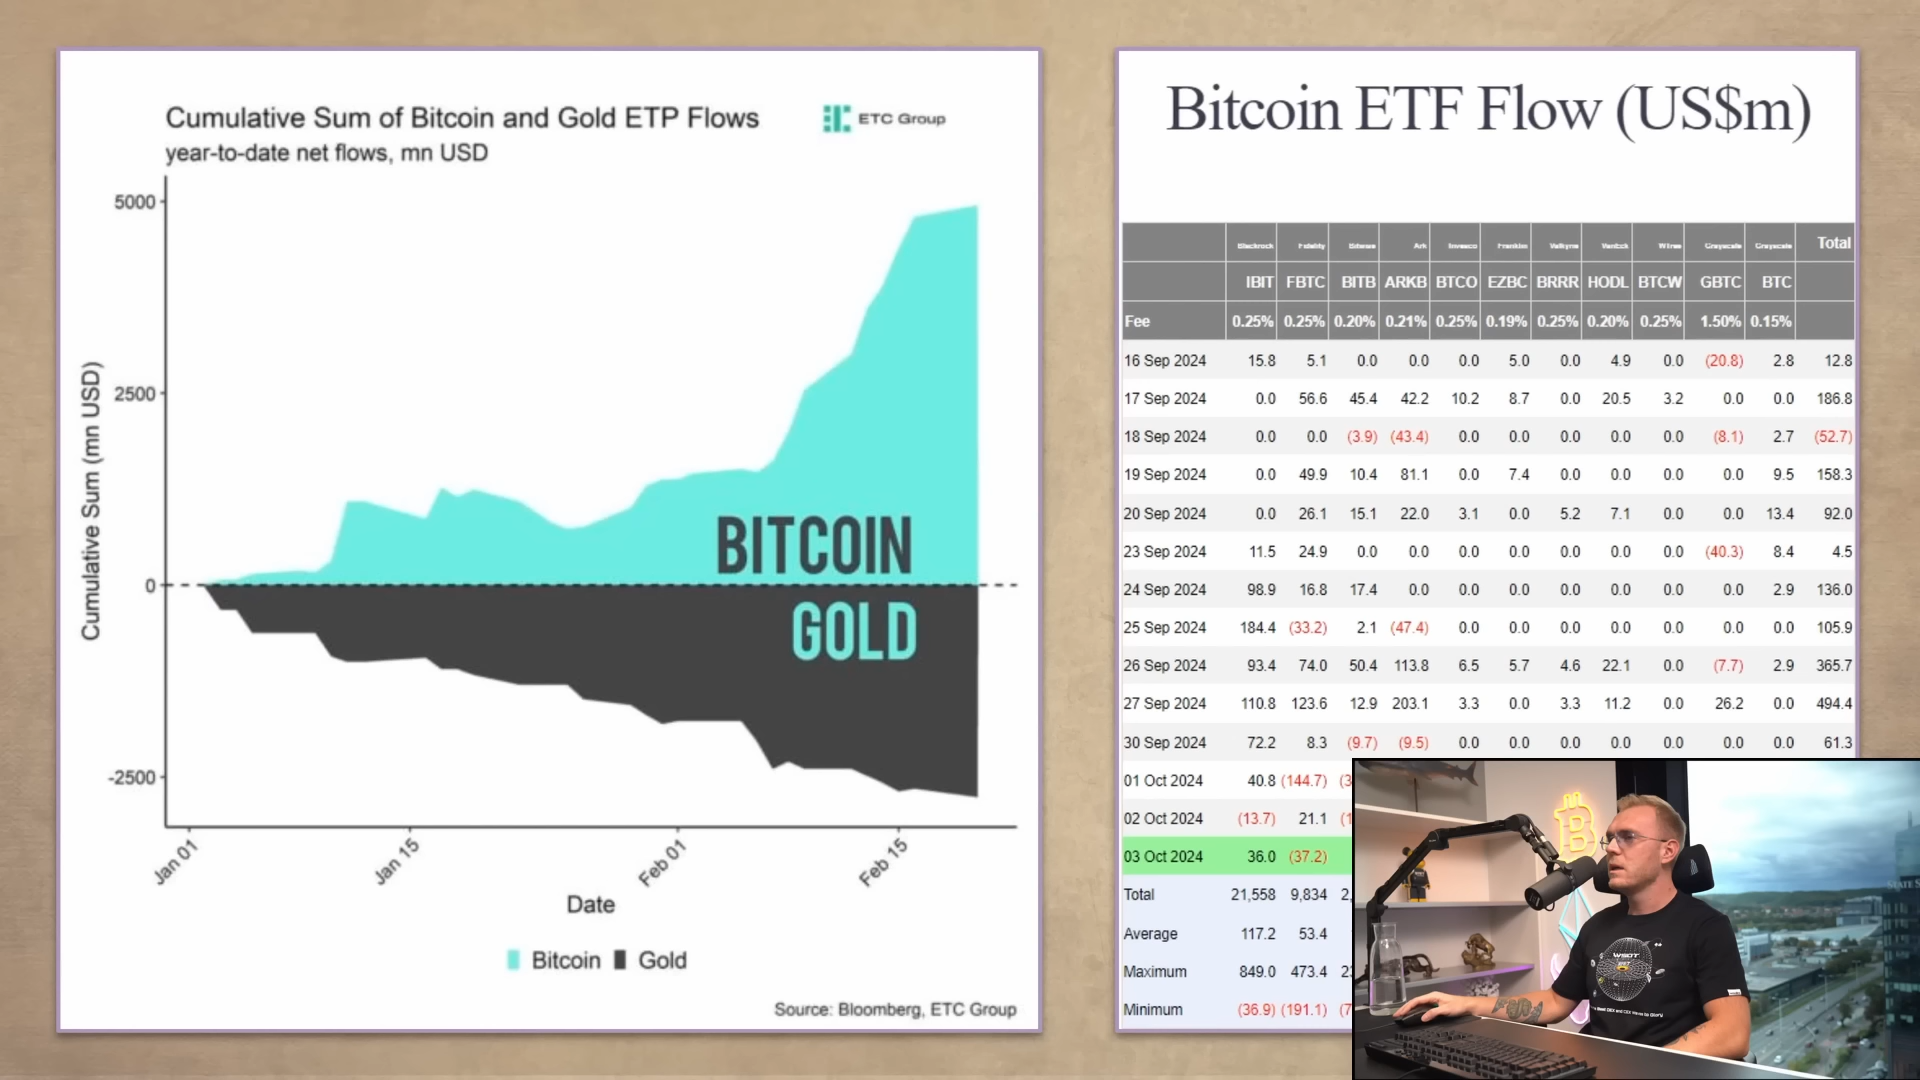 Cumulative Sum of Bitcoin and Gold ETP Flows
year-to-date net flows, mn USD
ETC Group
Cumulative Sum (mn USD)
5000
2500
0
-2500
BITCOIN
GOLD
Jan 01
Jan 15
Feb 01
Feb 15
Date
Bitcoin Gold
Source: Bloomberg, ETC Group
Bitcoin ETF Flow (US$m)
Blackrock Fidelity Bitwise Ark Invesco Franklin Valkyrie VanEck WTree Grayscale Grayscale Total
IBIT FBTC BITB ARKB BTCO EZBC BRRR HODL BTCW GBTC BTC
Fee 0.25% 0.25% 0.20% 0.21% 0.25% 0.19% 0.25% 0.20% 0.25% 1.50% 0.15%
16 Sep 2024 15.8 5.1 0.0 0.0 0.0 5.0 0.0 4.9 0.0 (20.8) 2.8 12.8
17 Sep 2024 0.0 56.6 45.4 42.2 10.2 8.7 0.0 20.5 3.2 0.0 0.0 186.8
18 Sep 2024 0.0 0.0 (3.9) (43.4) 0.0 0.0 0.0 0.0 0.0 (8.1) 2.7 (52.7)
19 Sep 2024 0.0 49.9 10.4 81.1 0.0 7.4 0.0 0.0 0.0 0.0 9.5 158.3
20 Sep 2024 0.0 26.1 15.1 22.0 3.1 0.0 5.2 7.1 0.0 0.0 13.4 92.0
23 Sep 2024 11.5 24.9 0.0 0.0 0.0 0.0 0.0 0.0 0.0 (40.3) 8.4 4.5
24 Sep 2024 98.9 16.8 17.4 0.0 0.0 0.0 0.0 0.0 0.0 0.0 2.9 136.0
25 Sep 2024 184.4 (33.2) 2.1 (47.4) 0.0 0.0 0.0 0.0 0.0 0.0 0.0 105.9
26 Sep 2024 93.4 74.0 50.4 113.8 6.5 5.7 4.6 22.1 0.0 (7.7) 2.9 365.7
27 Sep 2024 110.8 123.6 12.9 203.1 3.3 0.0 3.3 11.2 0.0 26.2 0.0 494.4
30 Sep 2024 72.2 8.3 (9.7) (9.5) 0.0 0.0 0.0 0.0 0.0 0.0 0.0 61.3
01 Oct 2024 40.8 (144.7)
02 Oct 2024 (13.7) 21.1
03 Oct 2024 36.0 (37.2)
Total 21,558 9,834
Average 117.2 53.4
Maximum 849.0 473.4
Minimum (36.9) (191.1)